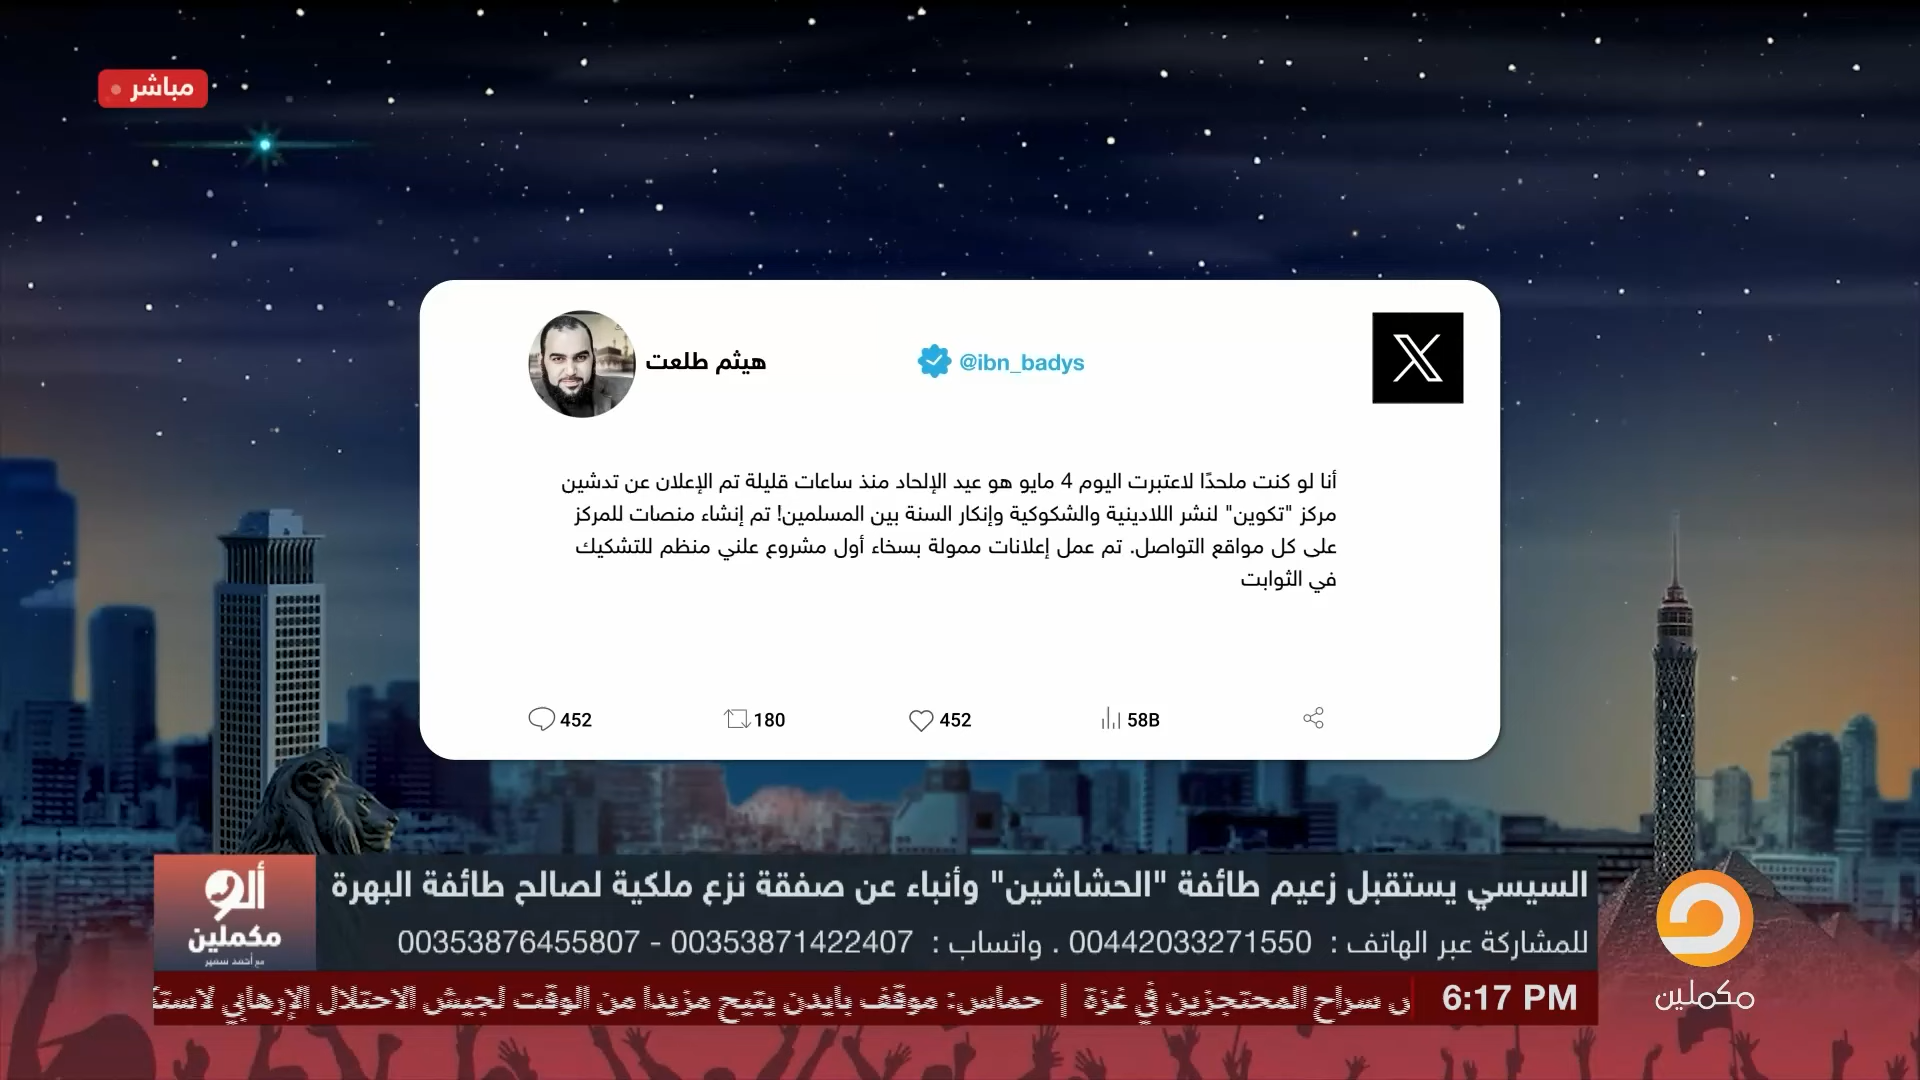 مباشر
هيثم طلعت
@ibn_badys
أنا لو كنت ملحدًا لاعتبرت اليوم 4 مايو هو عيد الإلحاد منذ ساعات قليلة تم الإعلان عن تدشين
مركز "تكوين" لنشر اللادينية والشكوكية وإنكار السنة بين المسلمين! تم إنشاء منصات للمركز
على كل مواقع التواصل. تم عمل إعلانات ممولة بسخاء أول مشروع علني منظم للتشكيك
في الثوابت
452 180 452 58B
السيسي يستقبل زعيم طائفة "الحشاشين" وأنباء عن صفقة نزع ملكية لصالح طائفة البهرة
للمشاركة عبر الهاتف : 00442033271550 . واتساب : 00353871422407 - 00353876455807
ألو
مكملين
مع أحمد سمير
6:17 PM
سراح المحتجزين في غزة | حماس: موقف بايدن يتيح مزيدا من الوقت لجيش الاحتلال الإرهابي
مكملين